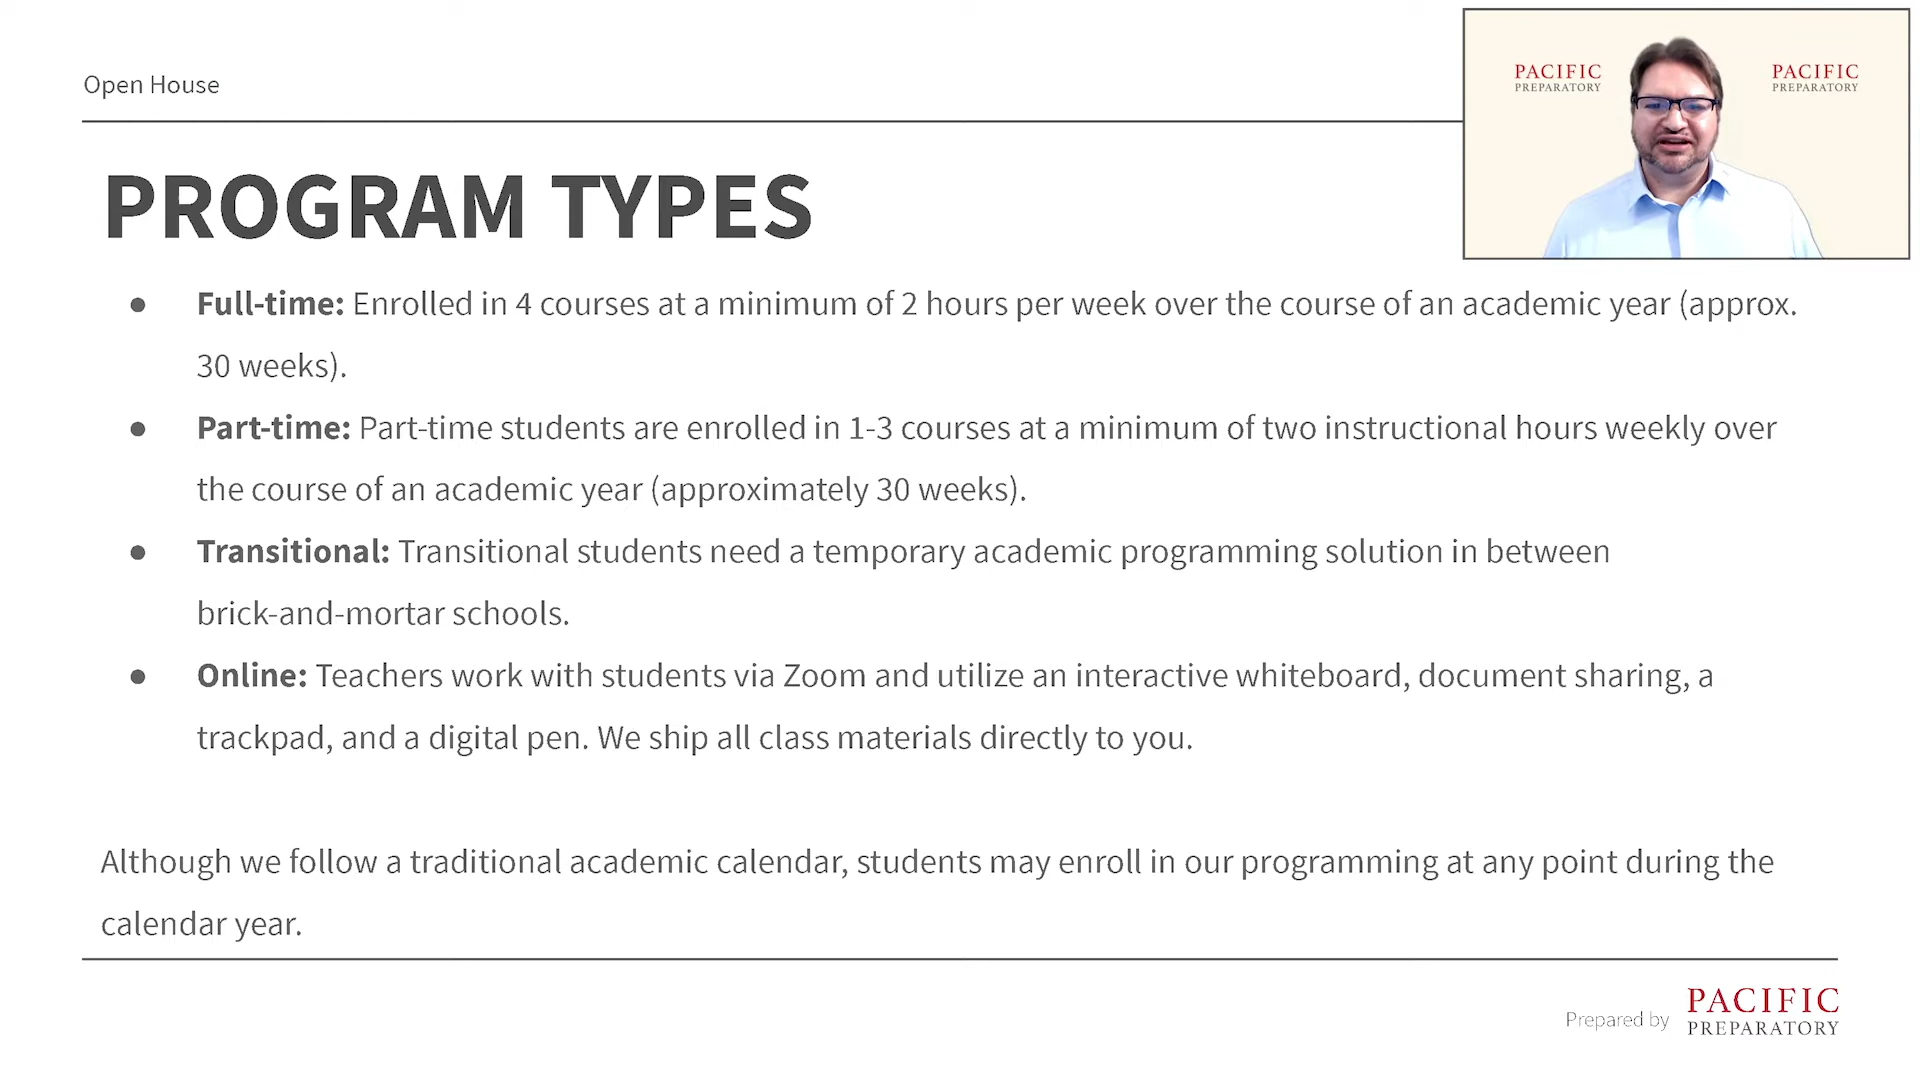 Open House
PACIFIC
PREPARATORY
PACIFIC
PREPARATORY
PROGRAM TYPES
● Full-time: Enrolled in 4 courses at a minimum of 2 hours per week over the course of an academic year (approx.
30 weeks).
● Part-time: Part-time students are enrolled in 1-3 courses at a minimum of two instructional hours weekly over
the course of an academic year (approximately 30 weeks).
● Transitional: Transitional students need a temporary academic programming solution in between
brick-and-mortar schools.
● Online: Teachers work with students via Zoom and utilize an interactive whiteboard, document sharing, a
trackpad, and a digital pen. We ship all class materials directly to you.
Although we follow a traditional academic calendar, students may enroll in our programming at any point during the
calendar year.
Prepared by
PACIFIC
PREPARATORY